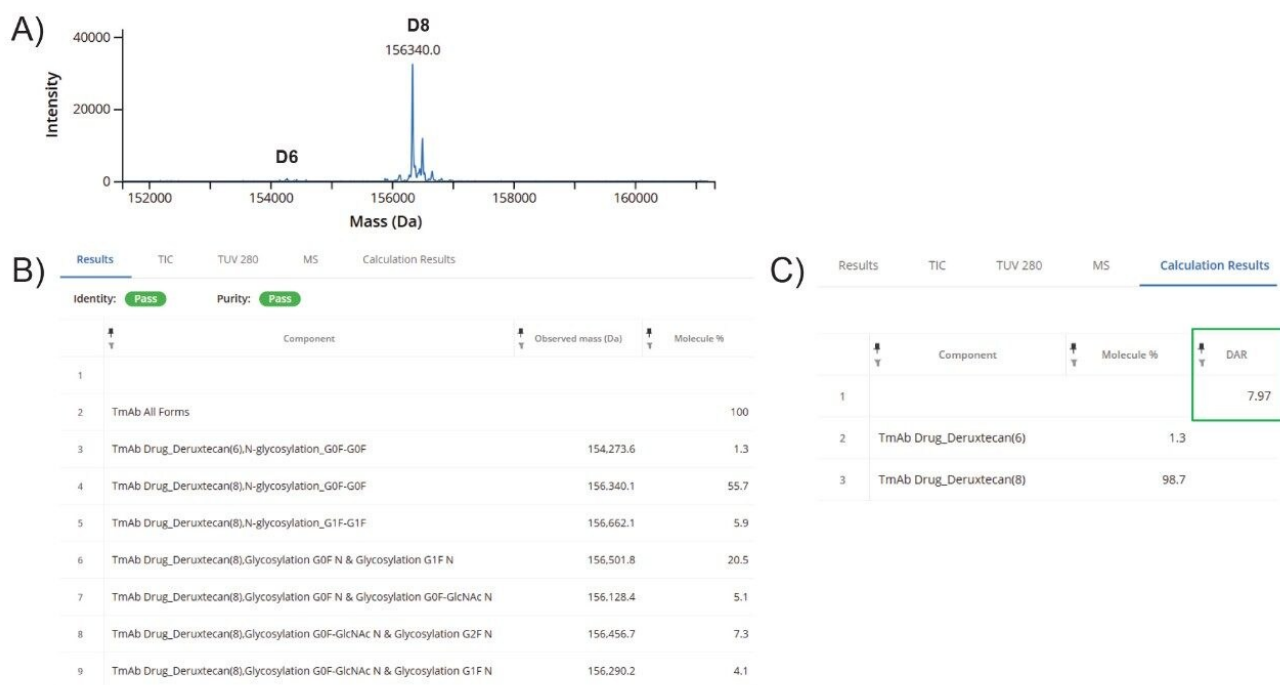 A)
Intensity
40000
20000
0
D6
D8
156340.0
152000 154000 156000 158000 160000
Mass (Da)
B)
Results TIC TUV 280 MS Calculation Results
Identity: Pass Purity: Pass
Component Observed mass (Da) Molecule %
1
2 TmAb All Forms 100
3 TmAb Drug_Deruxtecan(6),N-glycosylation_G0F-G0F 154,273.6 1.3
4 TmAb Drug_Deruxtecan(8),N-glycosylation_G0F-G0F 156,340.1 55.7
5 TmAb Drug_Deruxtecan(8),N-glycosylation_G1F-G1F 156,662.1 5.9
6 TmAb Drug_Deruxtecan(8),Glycosylation G0F N & Glycosylation G1F N 156,501.8 20.5
7 TmAb Drug_Deruxtecan(8),Glycosylation G0F N & Glycosylation G0F-GlcNAc N 156,128.4 5.1
8 TmAb Drug_Deruxtecan(8),Glycosylation G0F-GlcNAc N & Glycosylation G2F N 156,456.7 7.3
9 TmAb Drug_Deruxtecan(8),Glycosylation G0F-GlcNAc N & Glycosylation G1F N 156,290.2 4.1
C)
Results TIC TUV 280 MS Calculation Results
Component Molecule % DAR
1 7.97
2 TmAb Drug_Deruxtecan(6) 1.3
3 TmAb Drug_Deruxtecan(8) 98.7